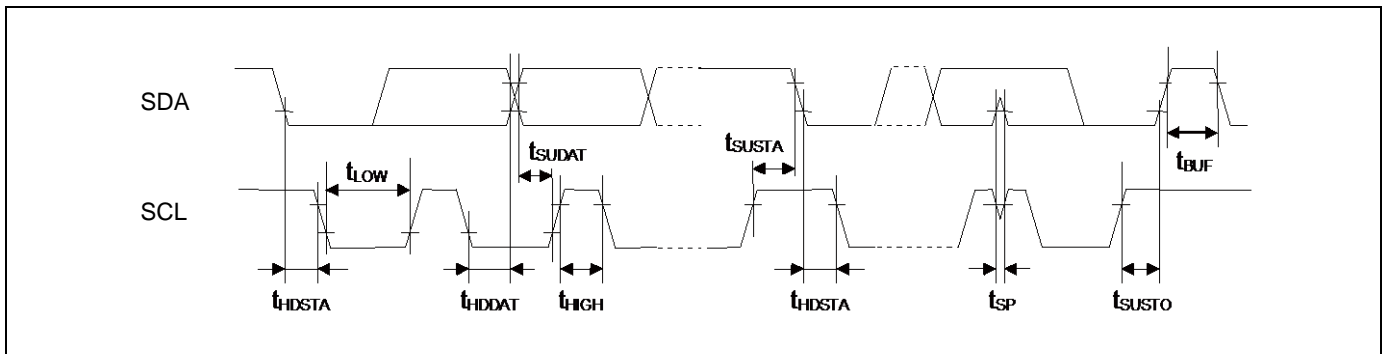 SDA
tSUDAT
tSUSTA
tBUF
tLOW
SCL
tHDSTA
tHDDAT
tHIGH
tHDSTA
tSP
tSUSTO